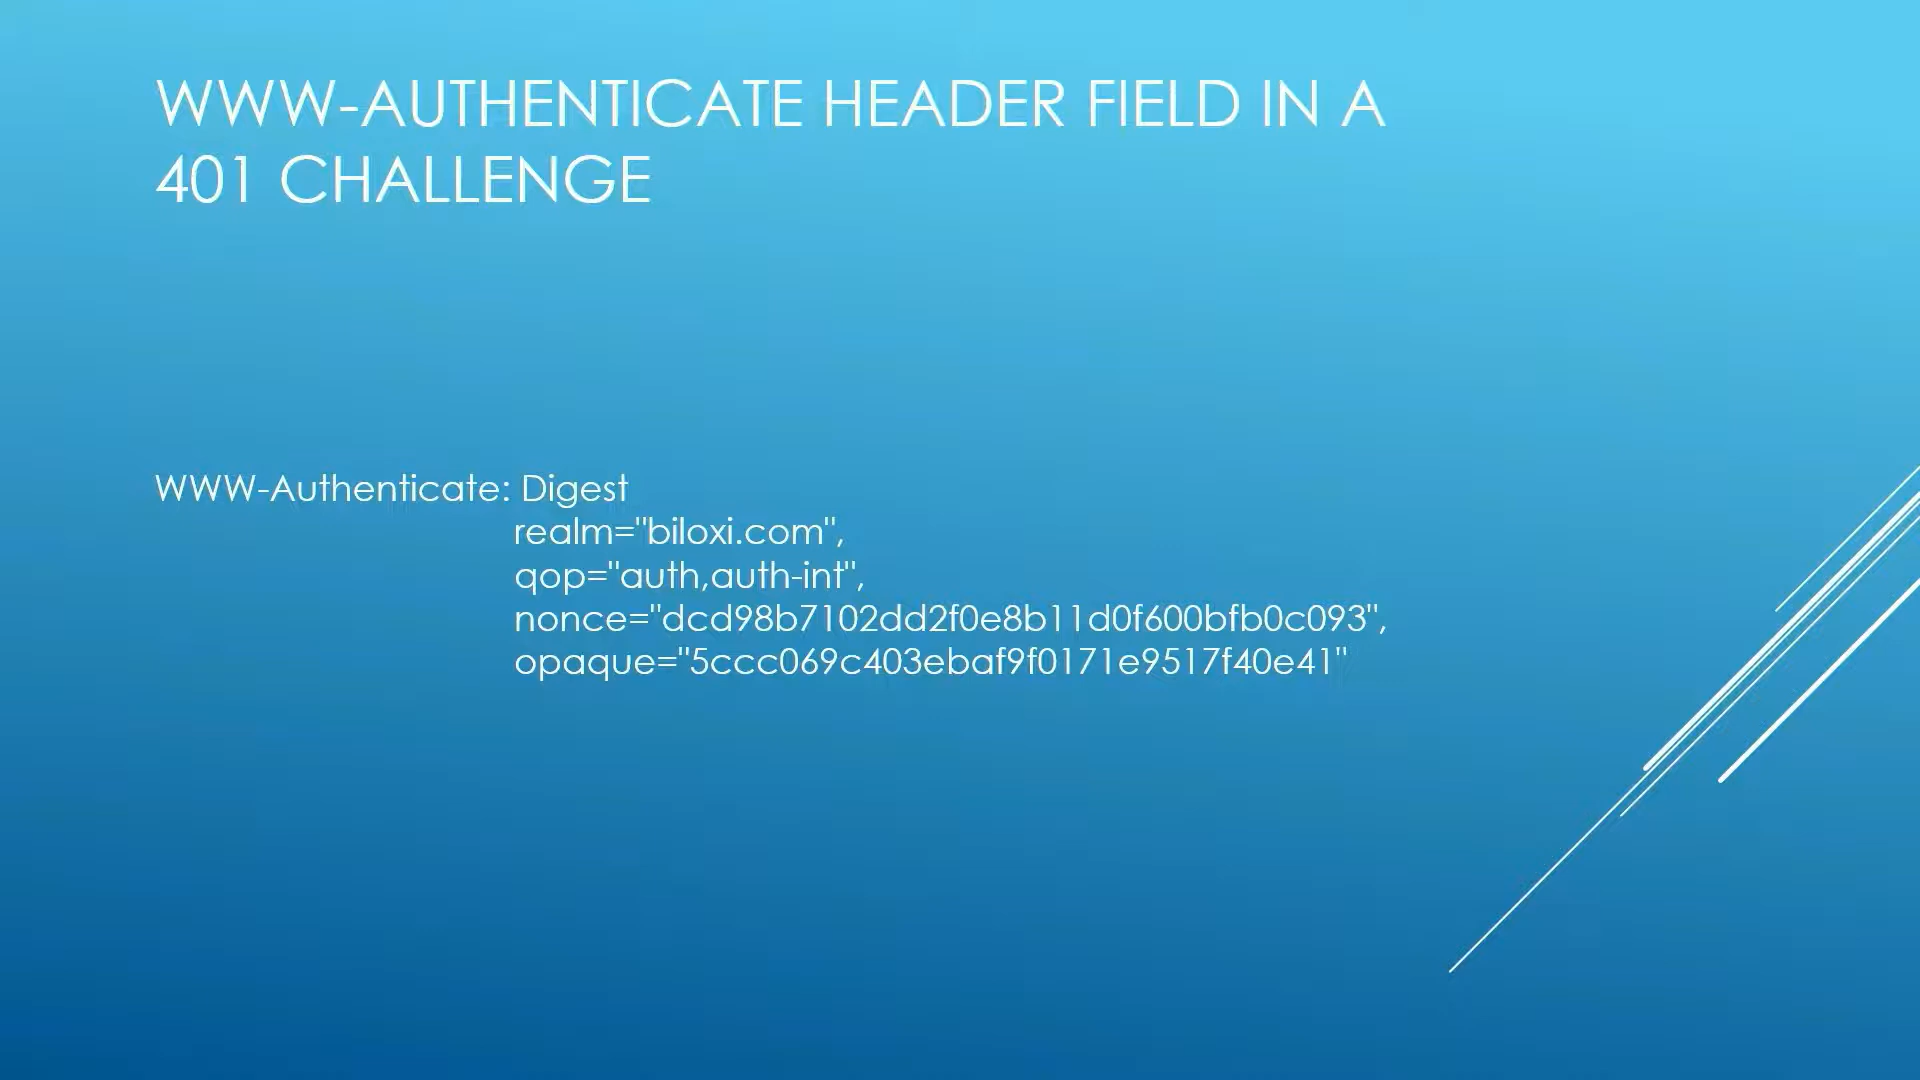 WWW-AUTHENTICATE HEADER FIELD IN A
401 CHALLENGE
WWW-Authenticate: Digest
realm="biloxi.com",
qop="auth,auth-int",
nonce="dcd98b7102dd2f0e8b11d0f600bfb0c093",
opaque="5ccc069c403ebaf9f0171e9517f40e41"